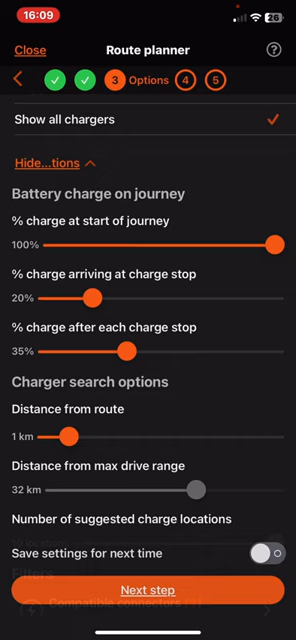 16:09
26
Close
Route planner
?
3
Options
4
5
Show all chargers
Hide...tions
Battery charge on journey
% charge at start of journey
100%
% charge arriving at charge stop
20%
% charge after each charge stop
35%
Charger search options
Distance from route
1 km
Distance from max drive range
32 km
Number of suggested charge locations
Save settings for next time
Filters
Next step
Compatible connectors